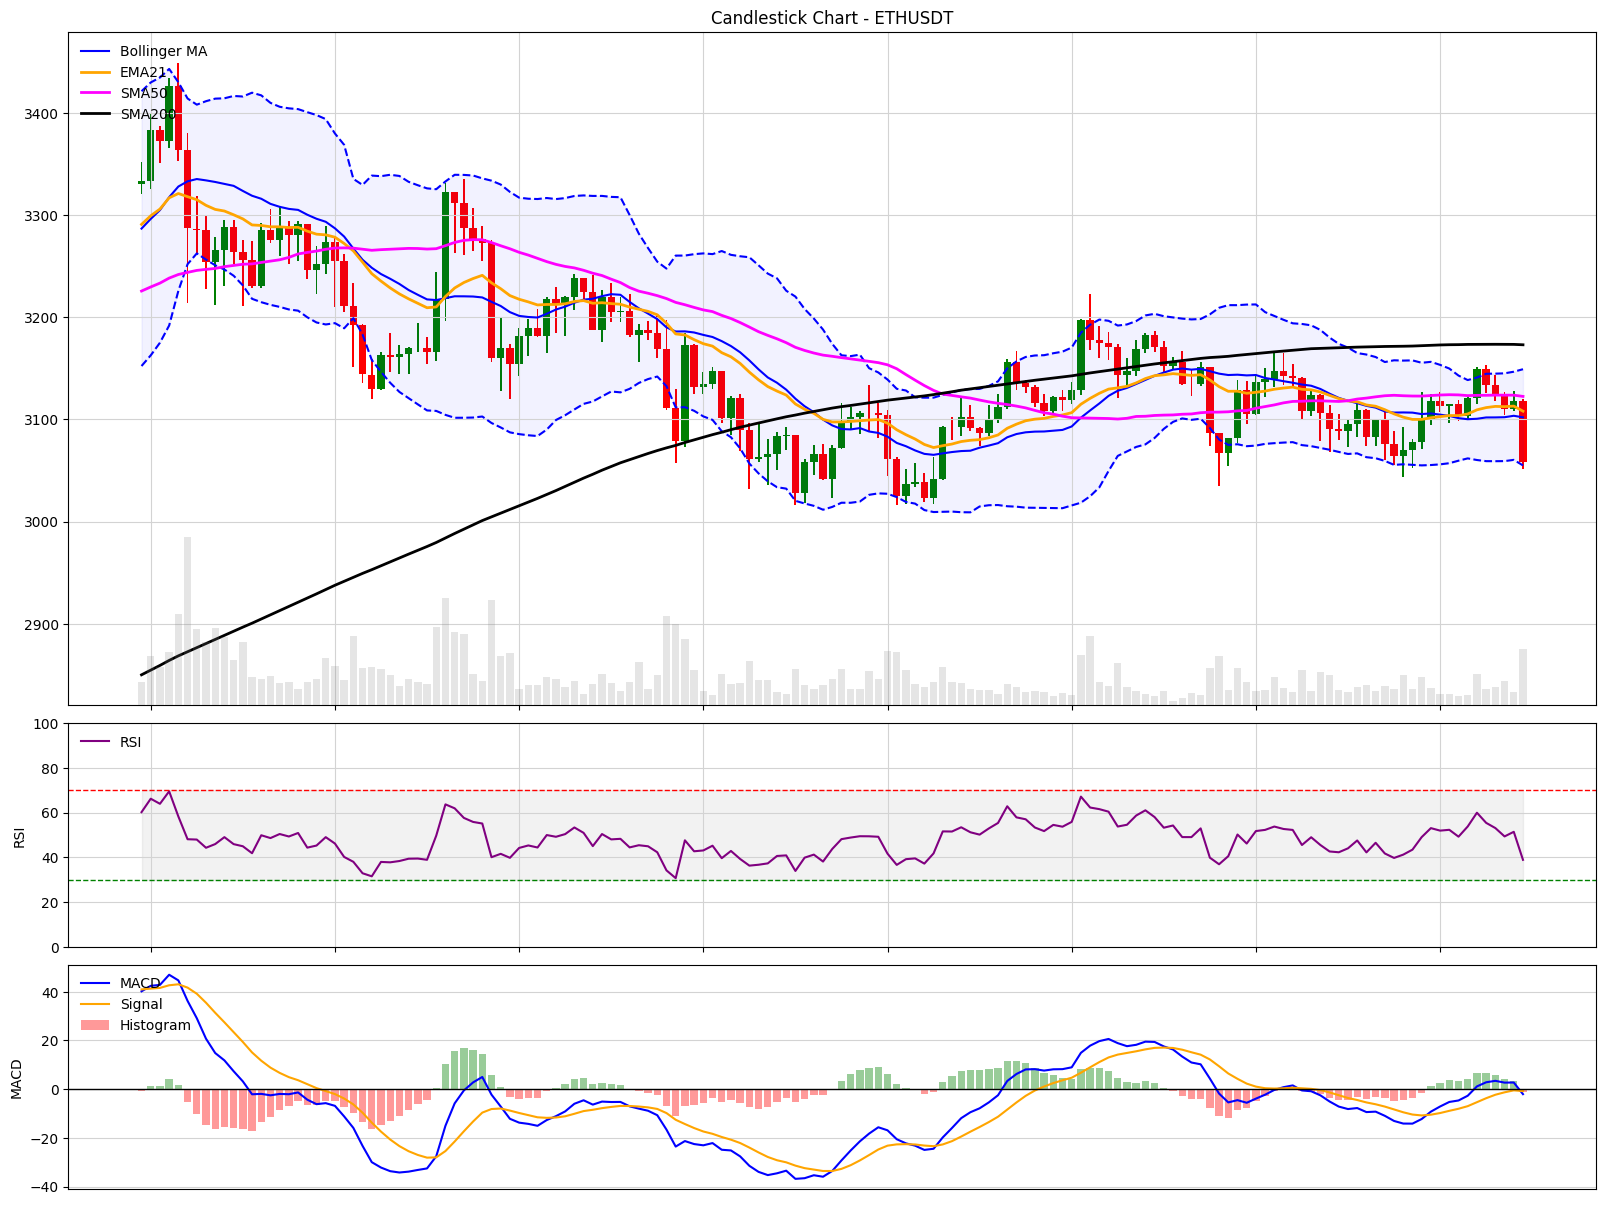 Candlestick Chart - ETHUSDT
Bollinger MA
EMA21
SMA50
SMA200
3400
3300
3200
3100
3000
2900
RSI
100
80
60
40
20
0
RSI
MACD
Signal
Histogram
40
20
0
−20
−40
MACD